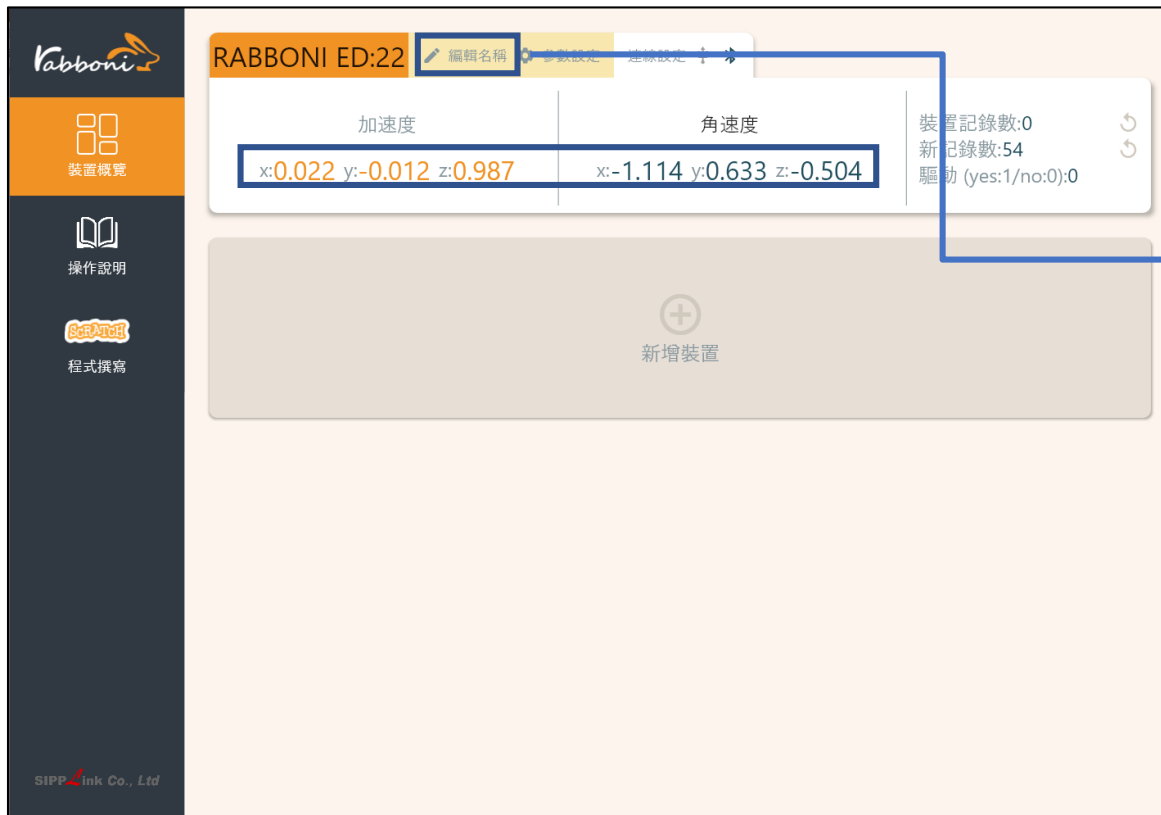 rabboni
裝置概覽
操作說明
SCRATCH
程式撰寫
SIPPLink Co., Ltd
RABBONI ED:22 編輯名稱 參數設定 連線設定
加速度 角速度
x:0.022 y:-0.012 z:0.987 x:-1.114 y:0.633 z:-0.504
裝置記錄數:0
新記錄數:54
驅動 (yes:1/no:0):0
新增裝置